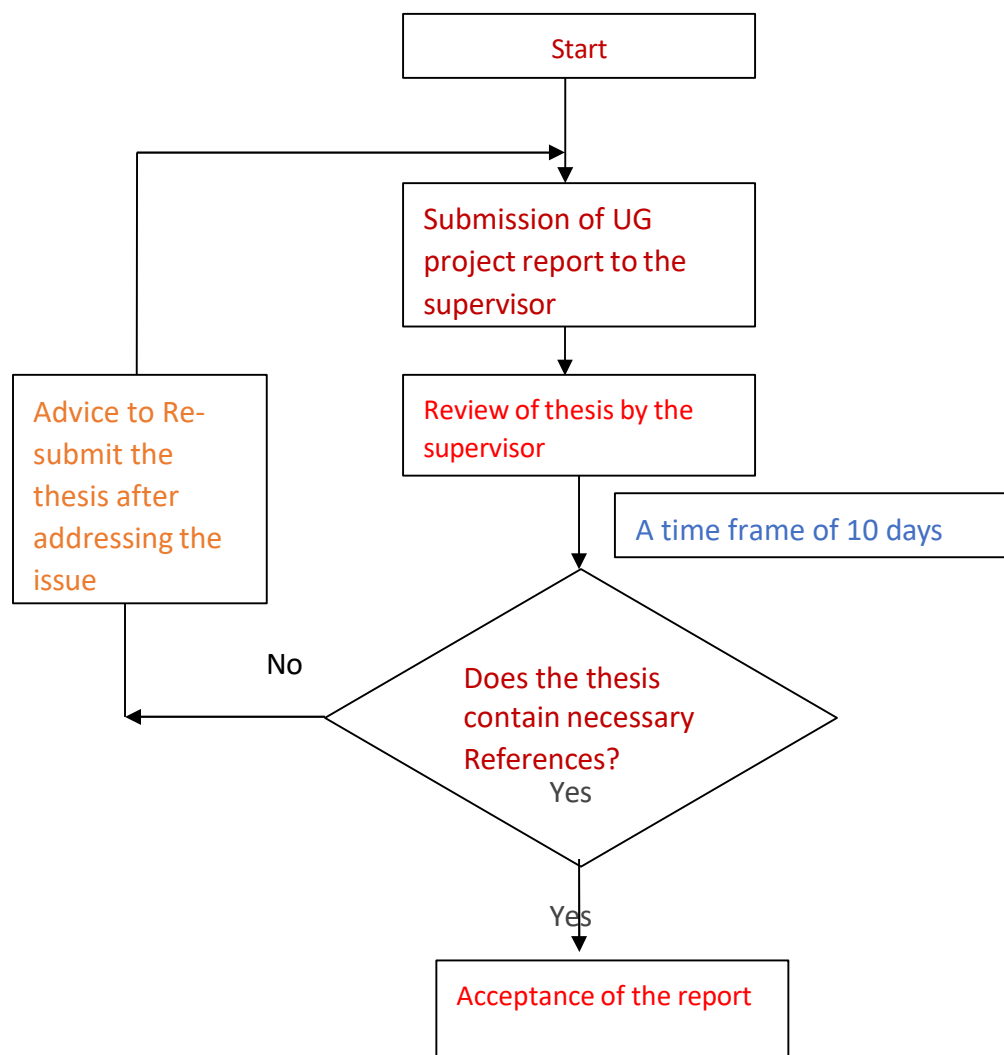 Start
Submission of UG
project report to the
supervisor
Review of thesis by the
supervisor
A time frame of 10 days
Advice to Re-
submit the
thesis after
addressing the
issue
No
Does the thesis
contain necessary
References?
Yes
Yes
Acceptance of the report